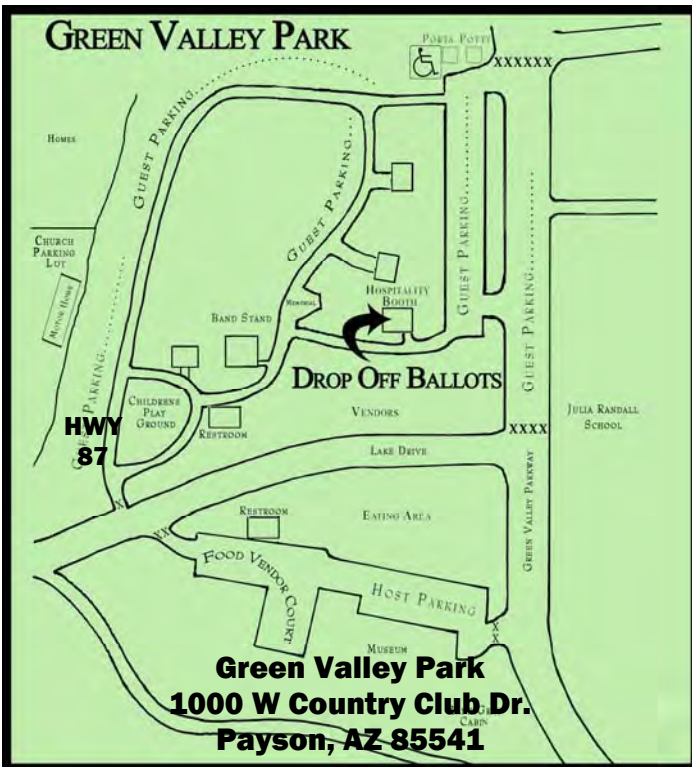 GREEN VALLEY PARK
PORTA POTTY
XXXXXX
HOMES
GUEST PARKING
GUEST PARKING
CHURCH
PARKING
LOT
MOTOR HOME
GUEST PARKING
GUEST PARKING
HOSPITALITY
BOOTH
MEMORIAL
BAND STAND
DROP OFF BALLOTS
CHILDRENS
PLAY
GROUND
VENDORS
JULIA RANDALL
SCHOOL
GUEST PARKING
HWY
87
RESTROOM
XXXX
LAKE DRIVE
GREEN VALLEY PARKWAY
X
RESTROOM
EATING AREA
XX
FOOD VENDOR COURT
HOST PARKING
X
X
MUSEUM
Green Valley Park
1000 W Country Club Dr.
CABIN
Payson, AZ 85541